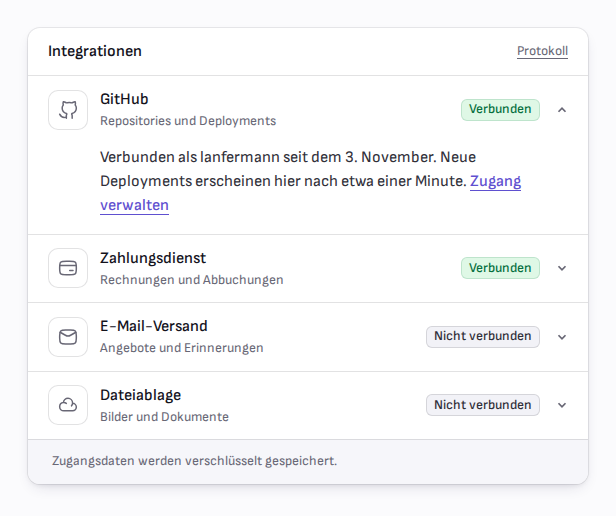 Integrationen
Protokoll
GitHub
Repositories und Deployments
Verbunden
Verbunden als lanfermann seit dem 3. November. Neue
Deployments erscheinen hier nach etwa einer Minute. Zugang
verwalten
Zahlungsdienst
Rechnungen und Abbuchungen
Verbunden
E-Mail-Versand
Angebote und Erinnerungen
Nicht verbunden
Dateiablage
Bilder und Dokumente
Nicht verbunden
Zugangsdaten werden verschlüsselt gespeichert.